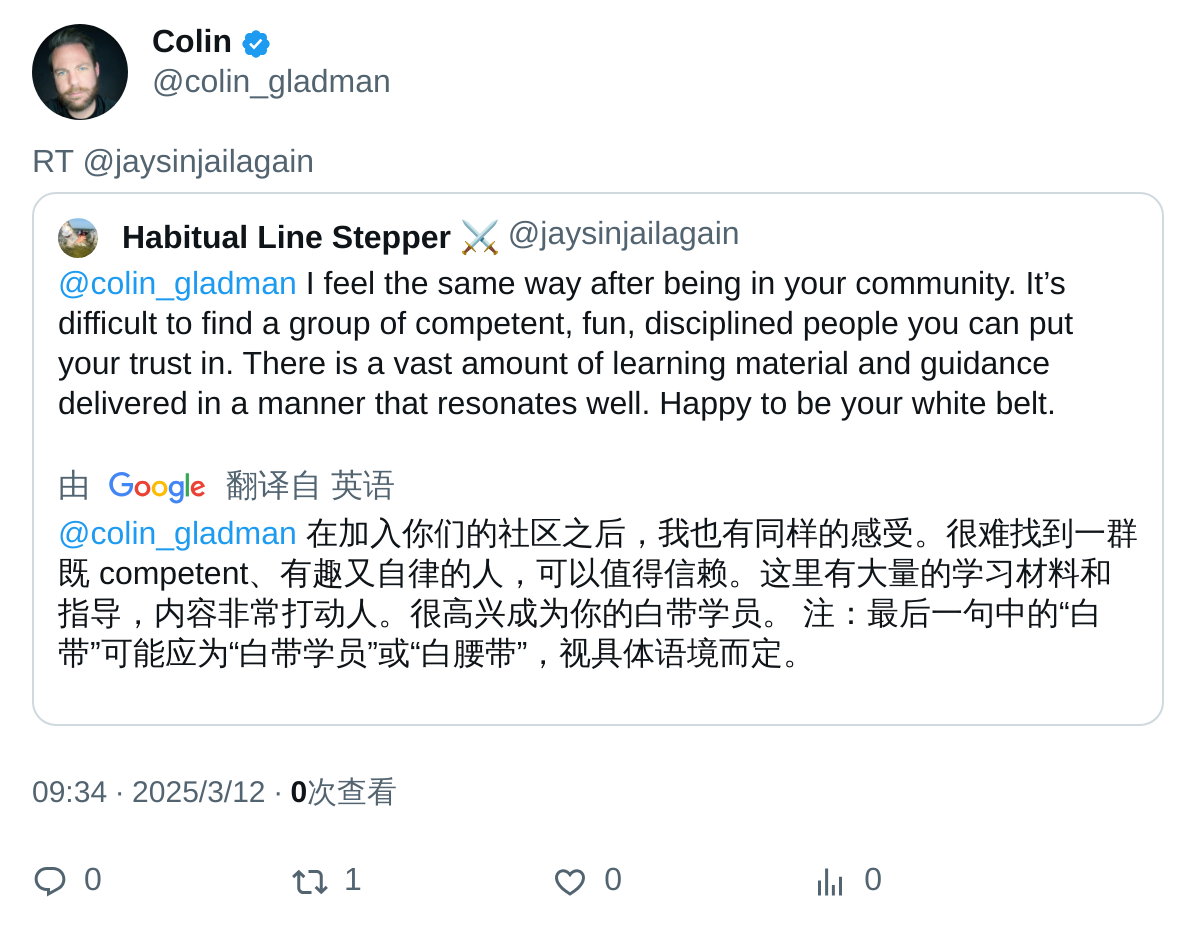 Colin
@colin_gladman
RT @jaysinjailagain
Habitual Line Stepper ⚔️ @jaysinjailagain
@colin_gladman I feel the same way after being in your community. It’s
difficult to find a group of competent, fun, disciplined people you can put
your trust in. There is a vast amount of learning material and guidance
delivered in a manner that resonates well. Happy to be your white belt.
由 Google 翻译自 英语
@colin_gladman 在加入你们的社区之后，我也有同样的感受。很难找到一群
既 competent、有趣又自律的人，可以值得信赖。这里有大量的学习材料和
指导，内容非常打动人。很高兴成为你的白带学员。 注：最后一句中的“白
带”可能应为“白带学员”或“白腰带”，视具体语境而定。
09:34 · 2025/3/12 · 0次查看
0 1 0 0